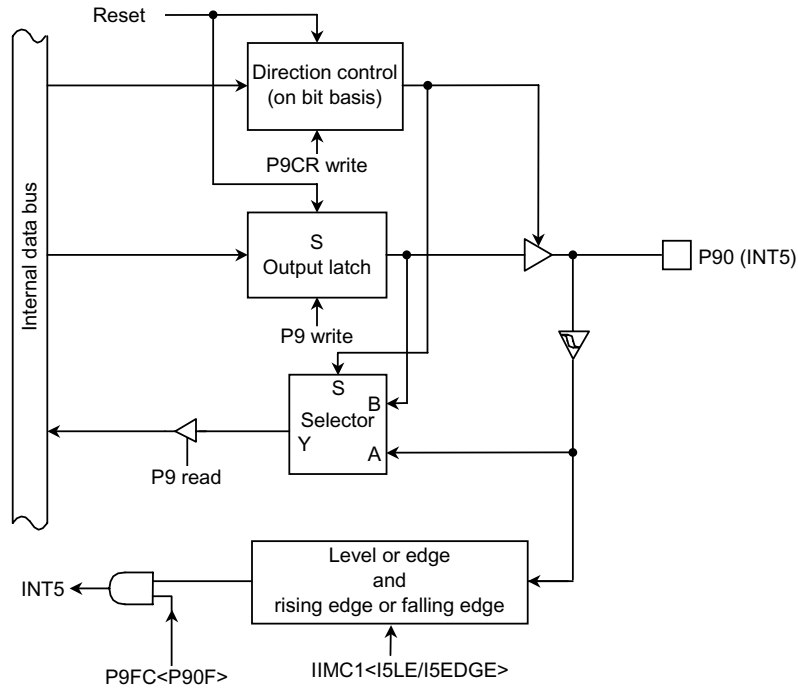 Reset
Direction control
(on bit basis)
P9CR write
Internal data bus
S
Output latch
P90 (INT5)
P9 write
S
B
Selector
Y
A
P9 read
Level or edge
and
rising edge or falling edge
INT5
P9FC<P90F>
IIMC1<I5LE/I5EDGE>